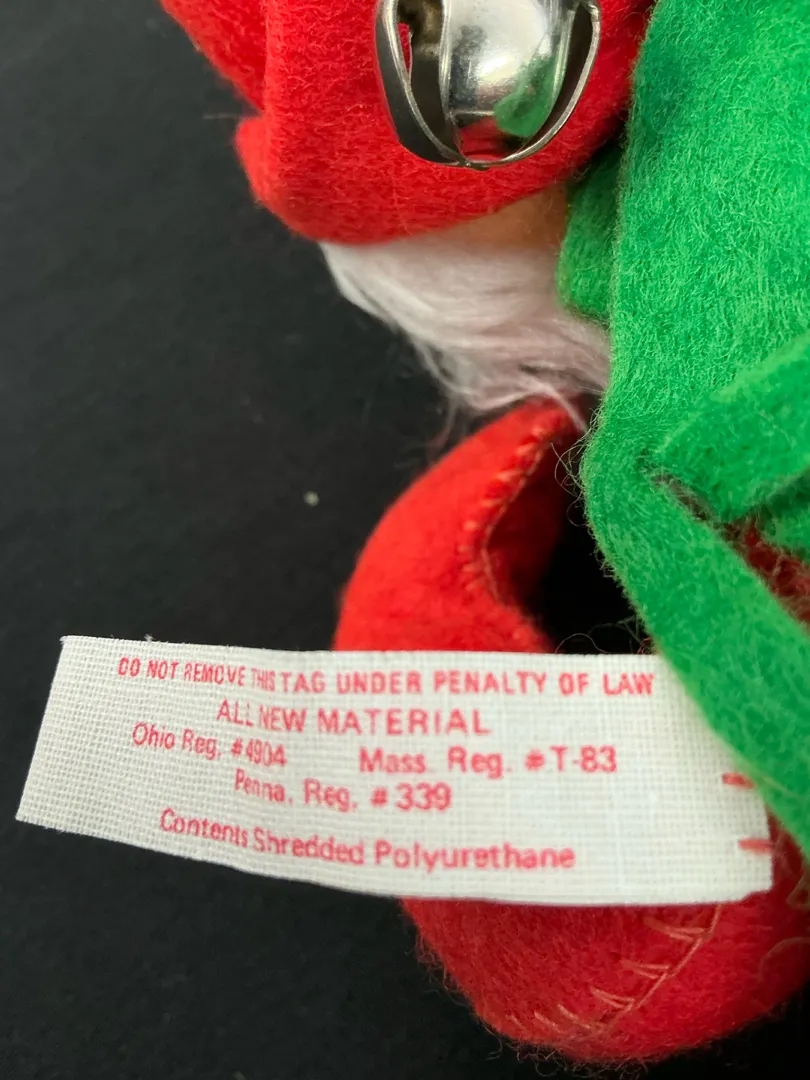 DO NOT REMOVE THIS TAG UNDER PENALTY OF LAW
ALL NEW MATERIAL
Ohio Reg. #4904 Mass. Reg. #T-83
Penna. Reg. #339
Contents Shredded Polyurethane